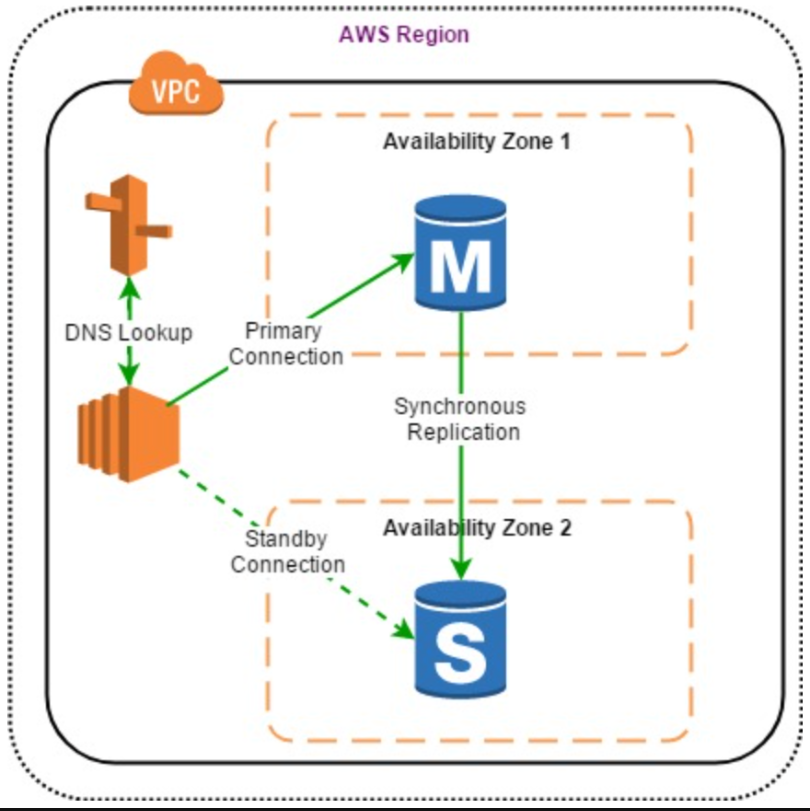 AWS Region
VPC
Availability Zone 1
M
DNS Lookup
Primary
Connection
Synchronous
Replication
Availability Zone 2
Standby
Connection
S